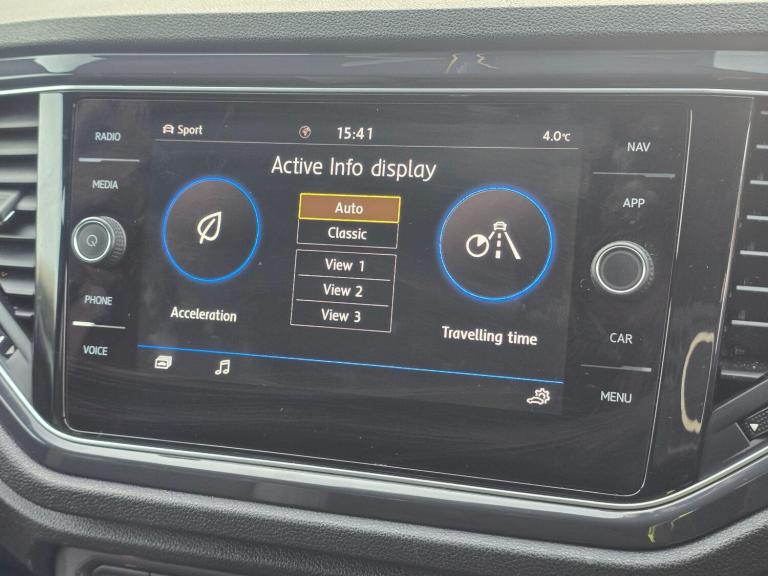 RADIO
MEDIA
PHONE
VOICE
Sport
15:41
4.0°C
Active Info display
Auto
Classic
View 1
View 2
View 3
Acceleration
Travelling time
NAV
APP
CAR
MENU